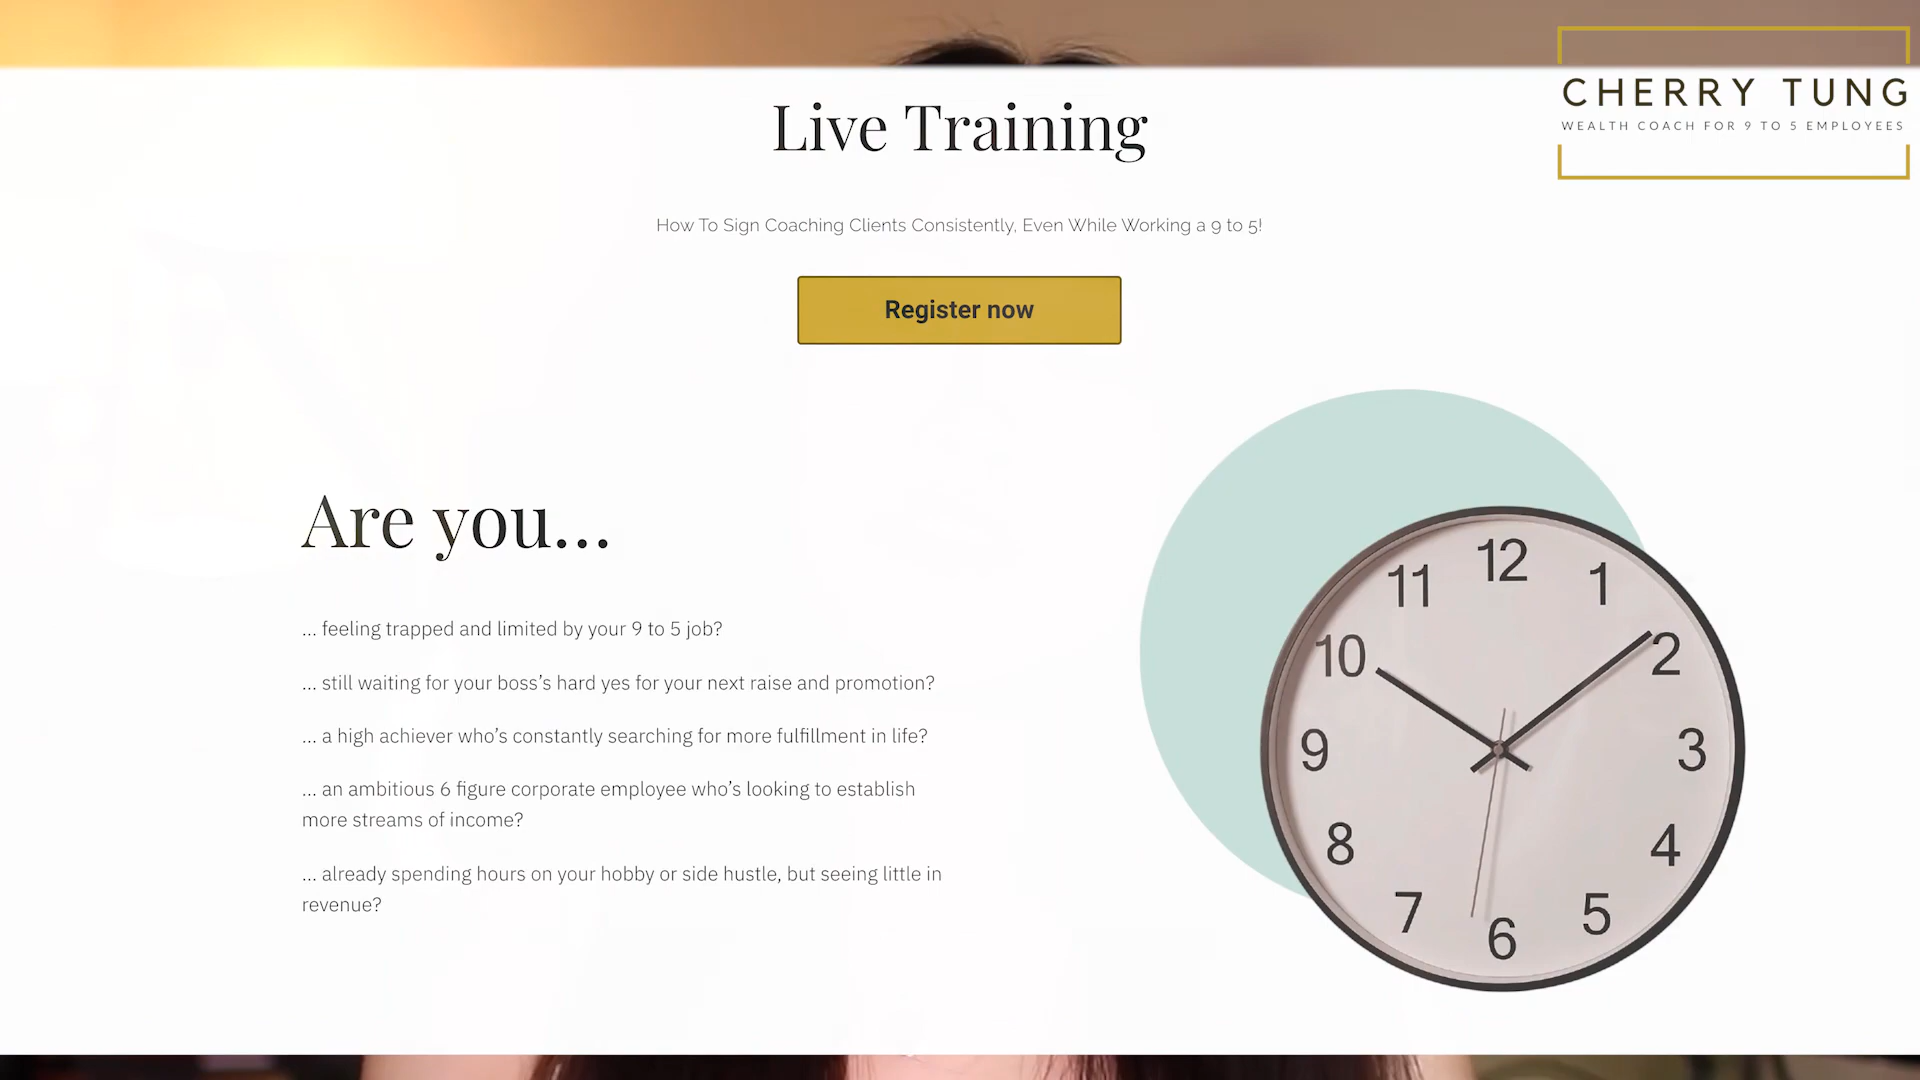 CHERRY TUNG
WEALTH COACH FOR 9 TO 5 EMPLOYEES
Live Training
How To Sign Coaching Clients Consistently, Even While Working a 9 to 5!
Register now
Are you...
... feeling trapped and limited by your 9 to 5 job?
... still waiting for your boss’s hard yes for your next raise and promotion?
... a high achiever who’s constantly searching for more fulfillment in life?
... an ambitious 6 figure corporate employee who’s looking to establish
more streams of income?
... already spending hours on your hobby or side hustle, but seeing little in
revenue?
12
11
1
10
2
9
3
8
4
7
5
6